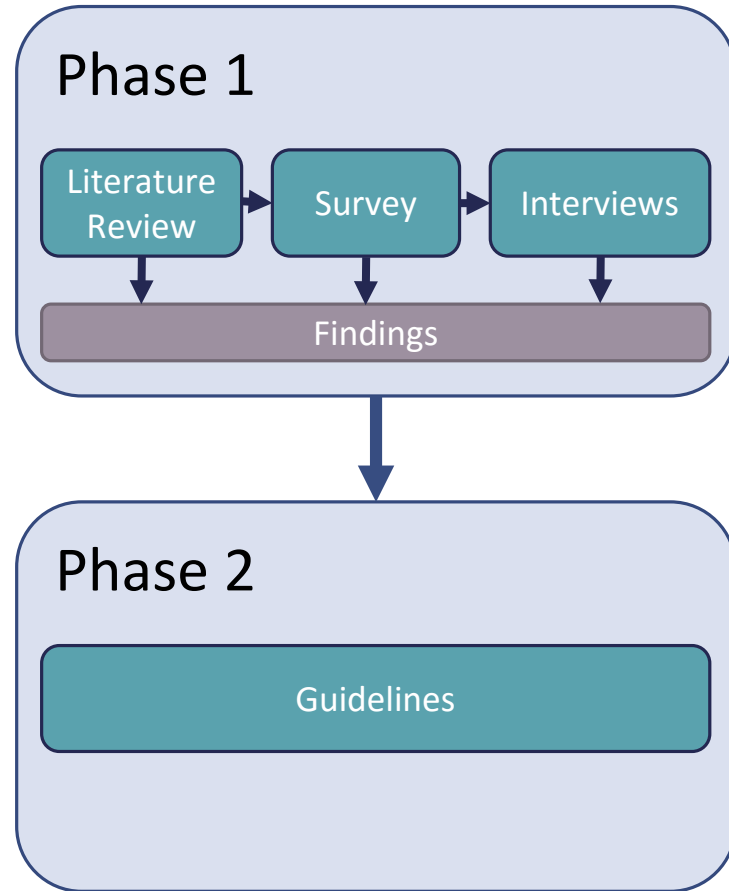 Phase 1
Literature
Review
Survey
Interviews
Findings
Phase 2
Guidelines